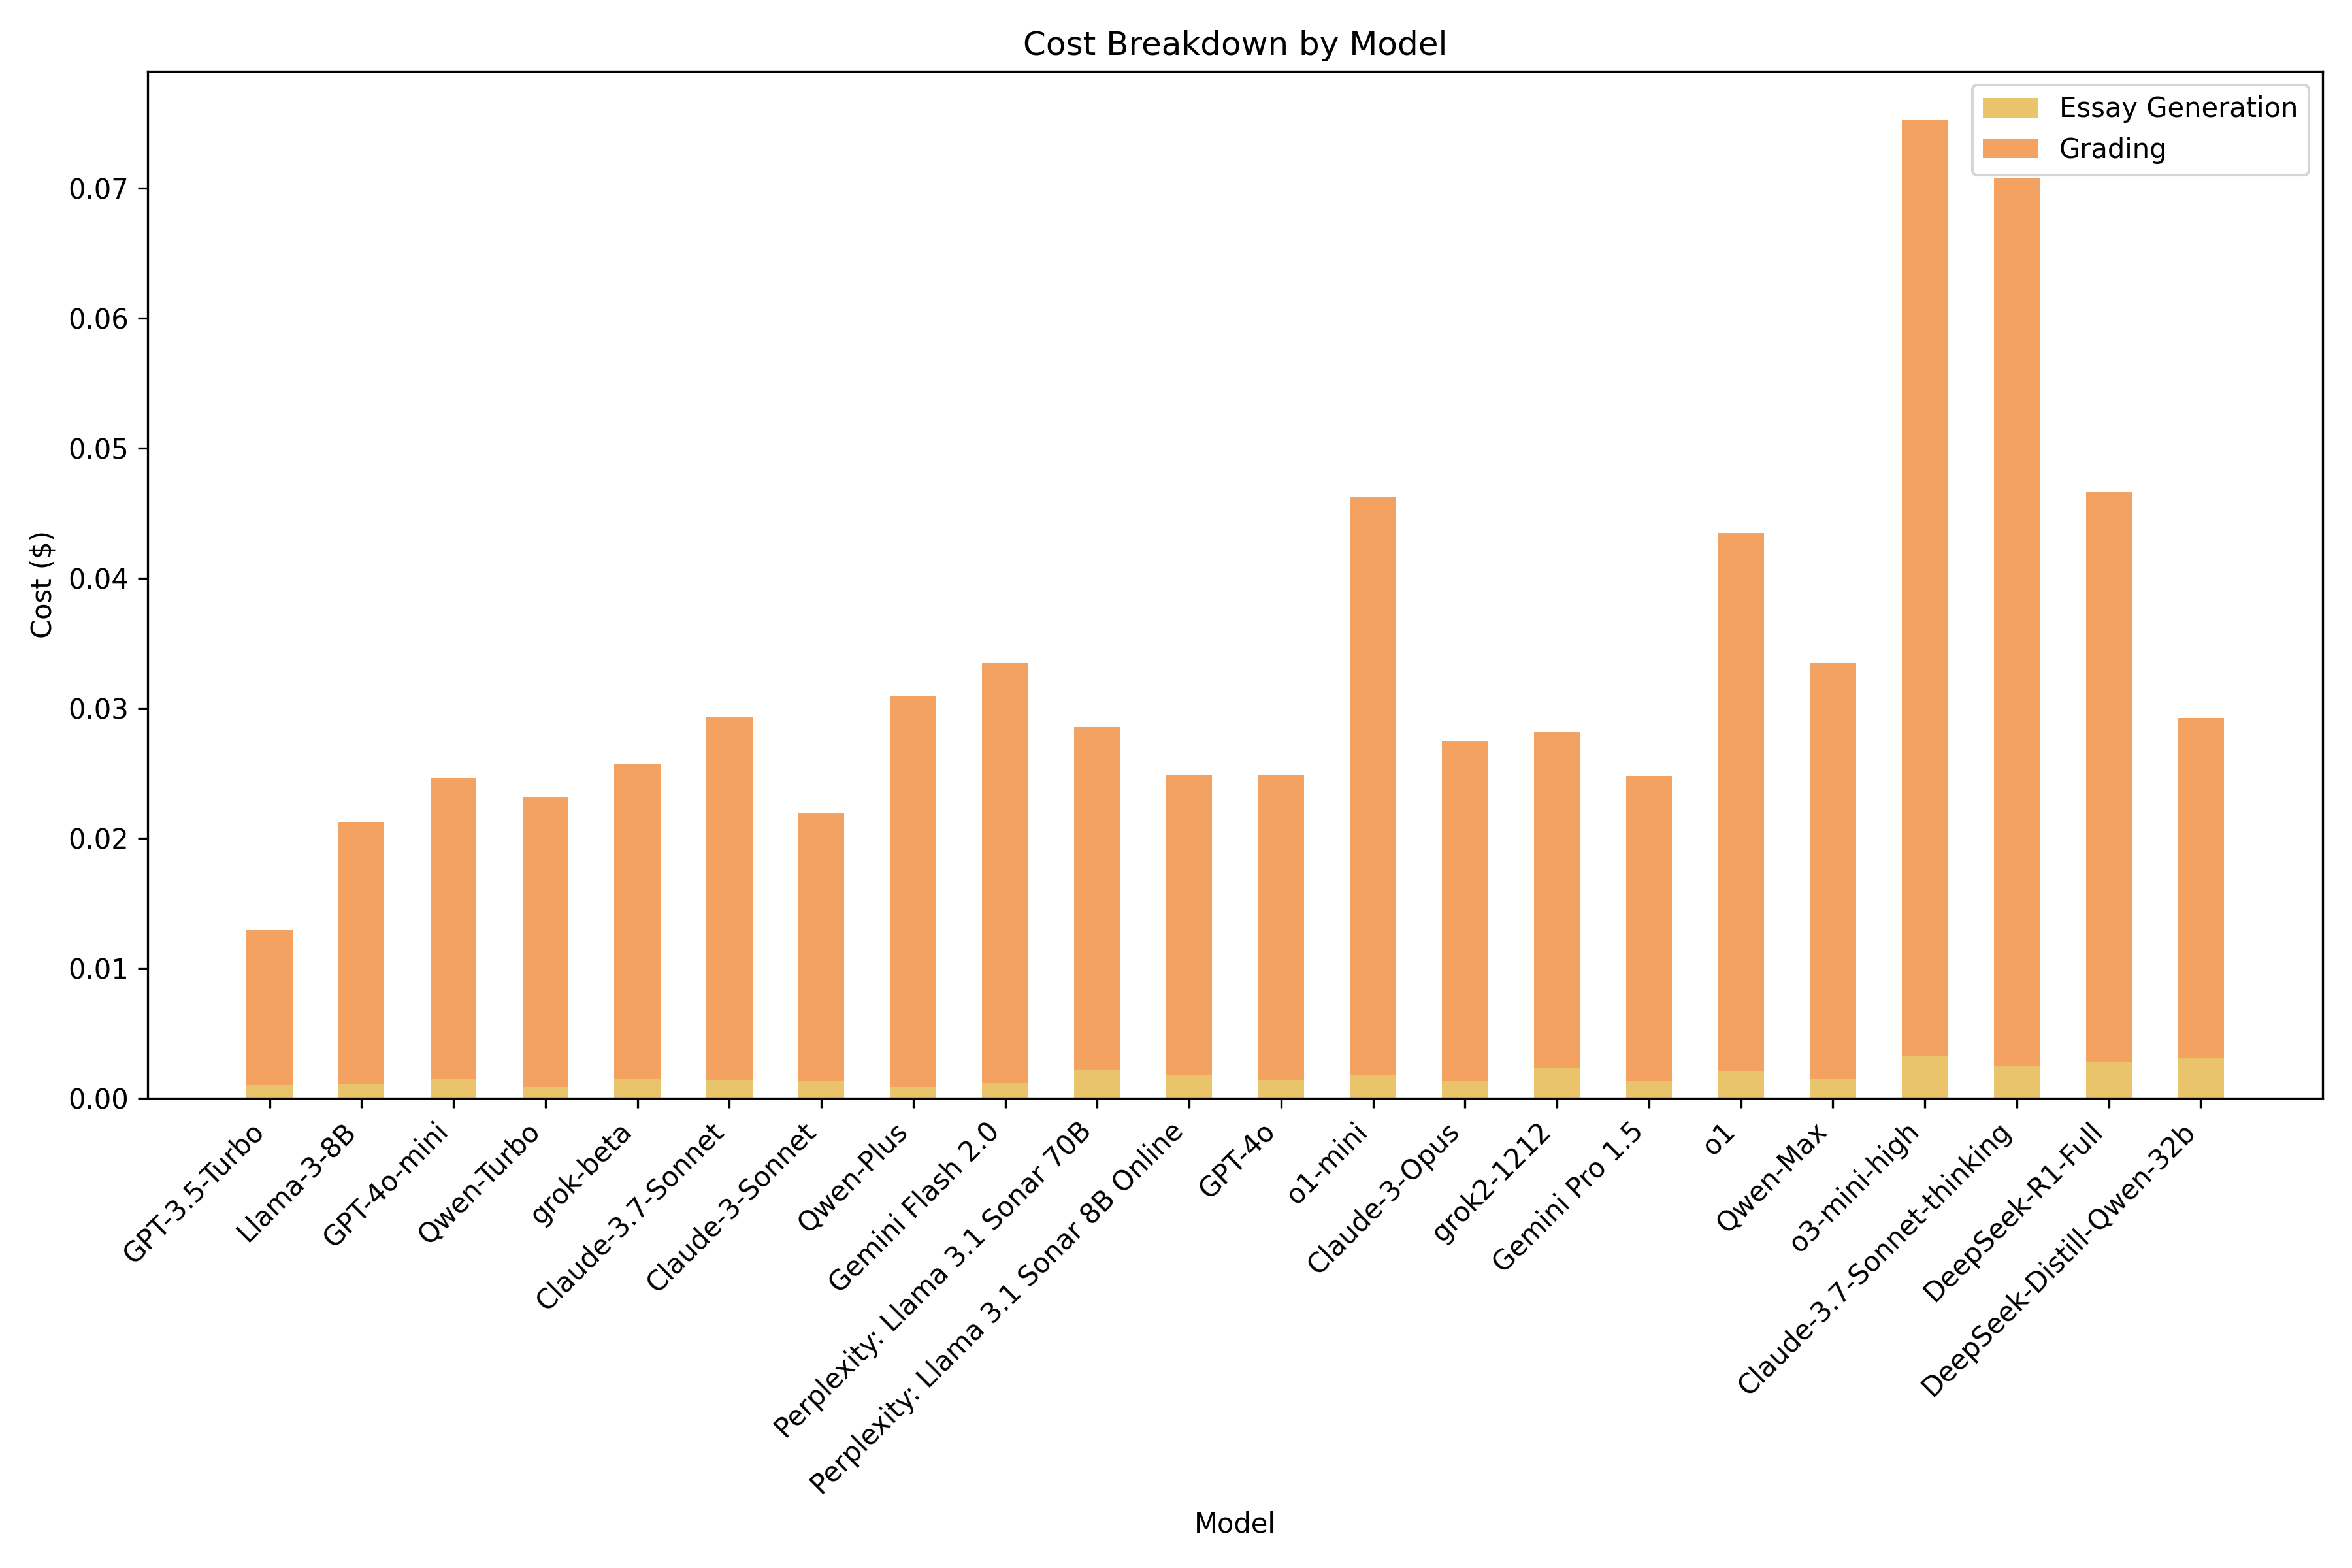 Cost Breakdown by Model
Essay Generation
Grading
Cost ($)
0.07
0.06
0.05
0.04
0.03
0.02
0.01
0.00
GPT-3.5-Turbo
Llama-3-8B
GPT-4o-mini
Qwen-Turbo
grok-beta
Claude-3.7-Sonnet
Claude-3-Sonnet
Qwen-Plus
Gemini Flash 2.0
Perplexity: Llama 3.1 Sonar 70B
Perplexity: Llama 3.1 Sonar 8B Online
GPT-4o
o1-mini
Claude-3-Opus
grok2-1212
Gemini Pro 1.5
o1
Qwen-Max
o3-mini-high
Claude-3.7-Sonnet-thinking
DeepSeek-R1-Full
DeepSeek-Distill-Qwen-32b
Model